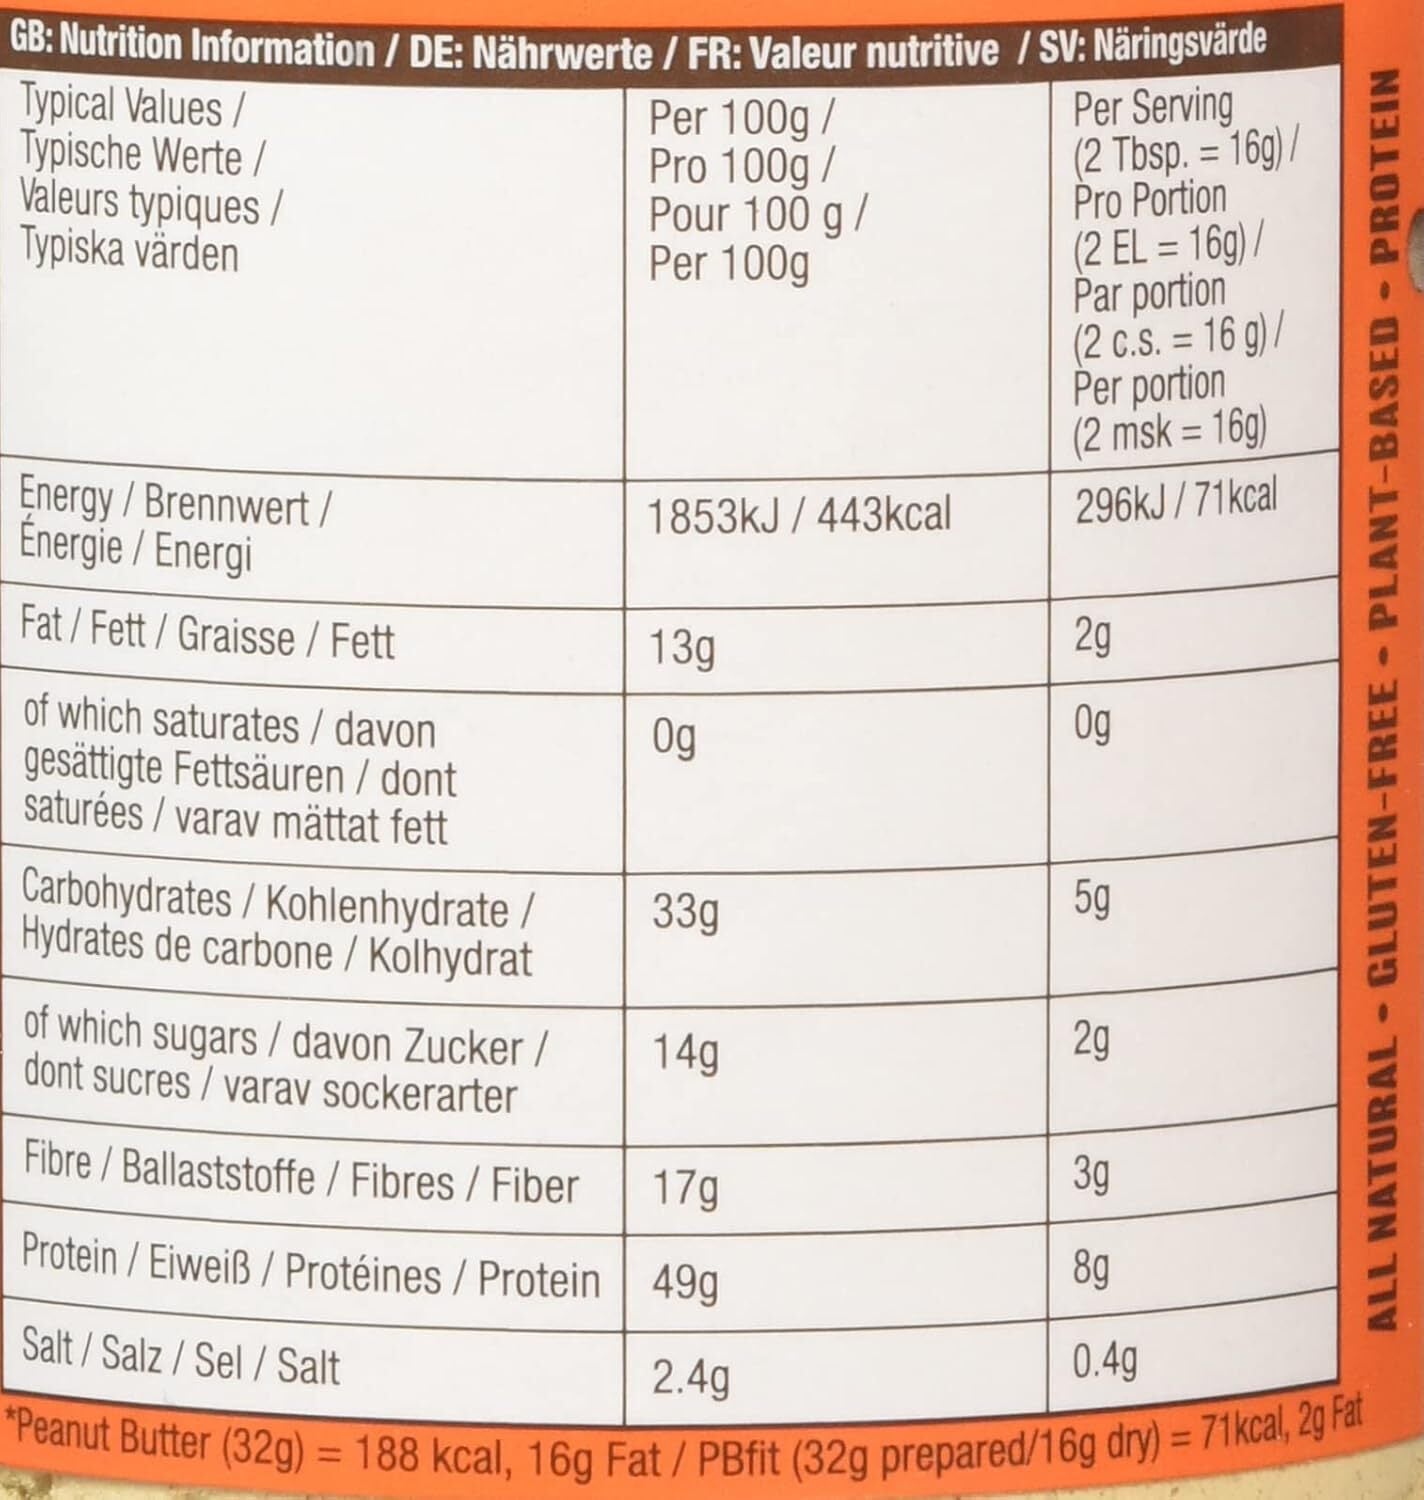 GB: Nutrition Information / DE: Nährwerte / FR: Valeur nutritive / SV: Näringsvärde
Typical Values /
Typische Werte /
Valeurs typiques /
Typiska värden
Per 100g /
Pro 100g /
Pour 100 g /
Per 100g
Per Serving
(2 Tbsp. = 16g) /
Pro Portion
(2 EL = 16g) /
Par portion
(2 c.s. = 16 g) /
Per portion
(2 msk = 16g)
Energy / Brennwert /
Énergie / Energi
1853kJ / 443kcal
296kJ / 71kcal
Fat / Fett / Graisse / Fett
13g
2g
of which saturates / davon
gesättigte Fettsäuren / dont
saturées / varav mättat fett
0g
0g
Carbohydrates / Kohlenhydrate /
Hydrates de carbone / Kolhydrat
33g
5g
of which sugars / davon Zucker /
dont sucres / varav sockerarter
14g
2g
Fibre / Ballaststoffe / Fibres / Fiber
17g
3g
Protein / Eiweiß / Protéines / Protein
49g
8g
Salt / Salz / Sel / Salt
2.4g
0.4g
*Peanut Butter (32g) = 188 kcal, 16g Fat / PBfit (32g prepared/16g dry) = 71kcal, 2g Fat
ALL NATURAL • GLUTEN-FREE • PLANT-BASED • PROTEIN